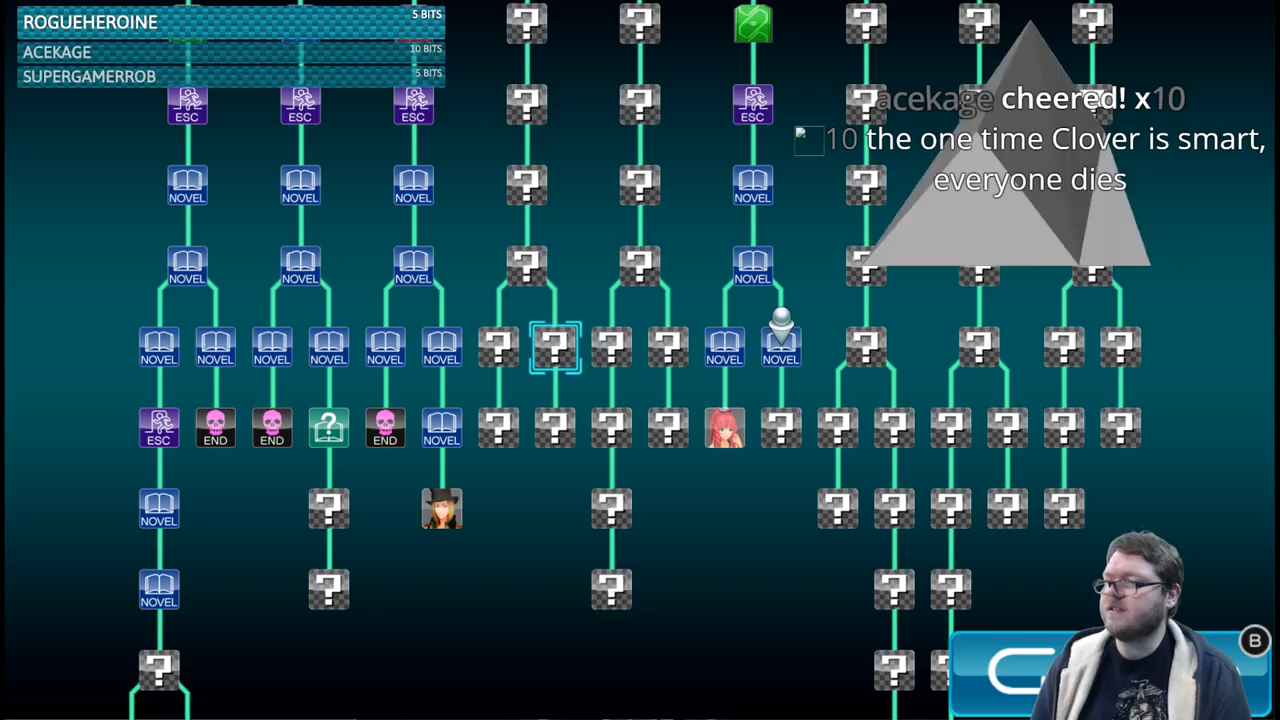 ROGUEHEROINE 5 BITS
ACEKAGE 10 BITS
SUPERGAMERROB 5 BITS
acekage cheered! x10
10 the one time Clover is smart,
everyone dies
? ? ? ? ?
ESC ESC ESC ? ? ESC ?
NOVEL NOVEL NOVEL ? ? NOVEL ?
NOVEL NOVEL NOVEL ? ? NOVEL ? ? ?
NOVEL NOVEL NOVEL NOVEL NOVEL NOVEL ? ? ? ? NOVEL NOVEL ? ? ? ?
ESC END END ? END NOVEL ? ? ? ? ? ? ? ? ? ? ?
NOVEL ? ? ? ? ? ? ?
NOVEL ? ? ? ?
? ? ?
B